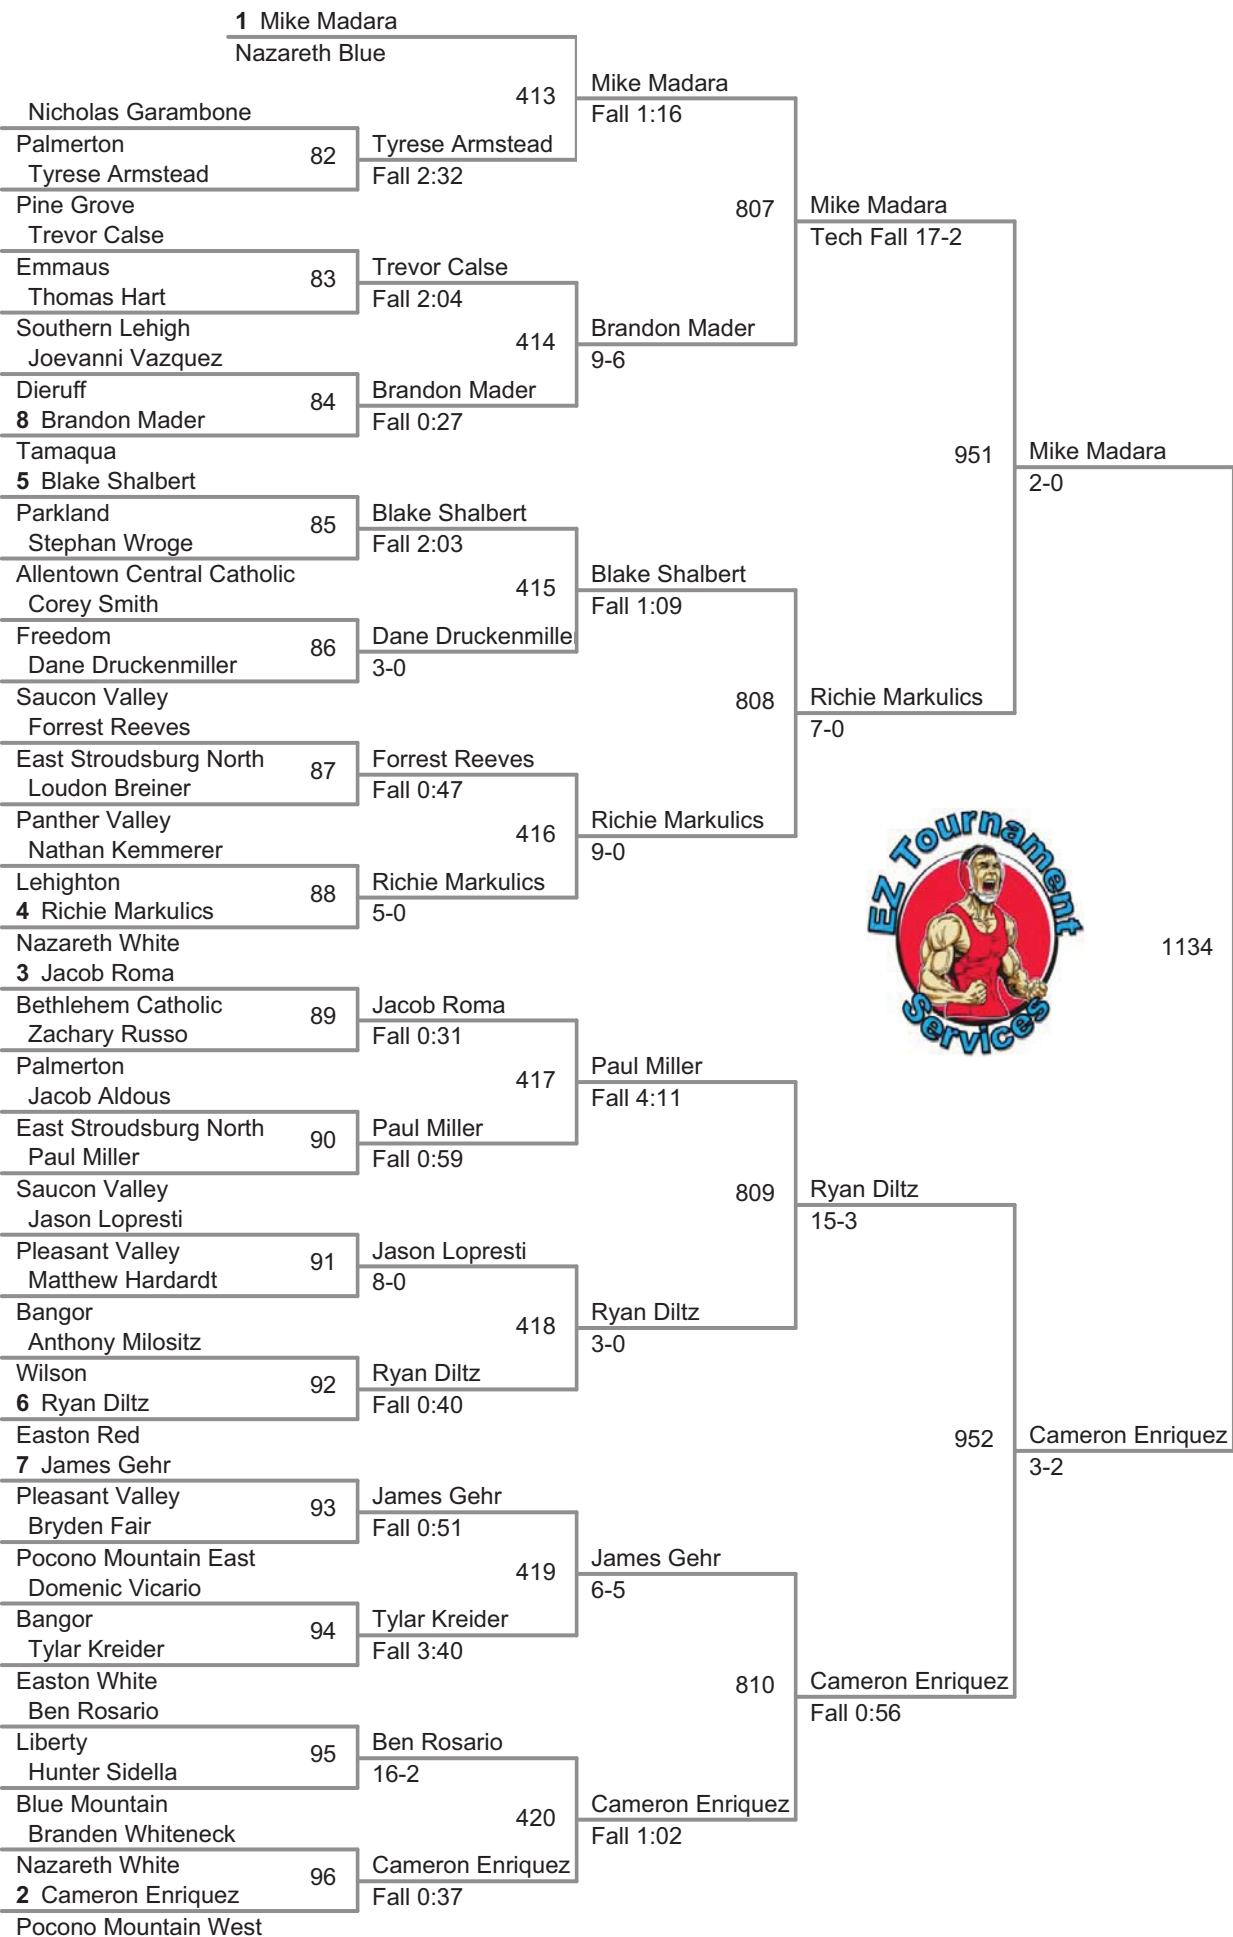 1 Mike Madara
Nazareth Blue
Nicholas Garambone
Palmerton
Tyrese Armstead
Pine Grove
Trevor Calse
Emmaus
Thomas Hart
Southern Lehigh
Joevanni Vazquez
Dieruff
8 Brandon Mader
Tamaqua
5 Blake Shalbert
Parkland
Stephan Wroge
Allentown Central Catholic
Corey Smith
Freedom
Dane Druckenmiller
Saucon Valley
Forrest Reeves
East Stroudsburg North
Loudon Breiner
Panther Valley
Nathan Kemmerer
Lehighton
4 Richie Markulics
Nazareth White
3 Jacob Roma
Bethlehem Catholic
Zachary Russo
Palmerton
Jacob Aldous
East Stroudsburg North
Paul Miller
Saucon Valley
Jason Lopresti
Pleasant Valley
Matthew Hardardt
Bangor
Anthony Milositz
Wilson
6 Ryan Diltz
Easton Red
7 James Gehr
Pleasant Valley
Bryden Fair
Pocono Mountain East
Domenic Vicario
Bangor
Tylar Kreider
Easton White
Ben Rosario
Liberty
Hunter Sidella
Blue Mountain
Branden Whiteneck
Nazareth White
2 Cameron Enriquez
Pocono Mountain West
82
83
84
85
86
87
88
89
90
91
92
93
94
95
96
Tyrese Armstead
Fall 2:32
Trevor Calse
Fall 2:04
Brandon Mader
Fall 0:27
Blake Shalbert
Fall 2:03
Dane Druckenmiller
3-0
Forrest Reeves
Fall 0:47
Richie Markulics
5-0
Jacob Roma
Fall 0:31
Paul Miller
Fall 0:59
Jason Lopresti
8-0
Ryan Diltz
Fall 0:40
James Gehr
Fall 0:51
Tylar Kreider
Fall 3:40
Ben Rosario
16-2
Cameron Enriquez
Fall 0:37
413
414
415
416
417
418
419
420
Mike Madara
Fall 1:16
Brandon Mader
9-6
Blake Shalbert
Fall 1:09
Richie Markulics
9-0
Paul Miller
Fall 4:11
Ryan Diltz
3-0
James Gehr
6-5
Cameron Enriquez
Fall 1:02
807
808
809
810
Mike Madara
Tech Fall 17-2
Richie Markulics
7-0
Ryan Diltz
15-3
Cameron Enriquez
Fall 0:56
951
952
Mike Madara
2-0
Cameron Enriquez
3-2
EZ Tournament
Services
1134